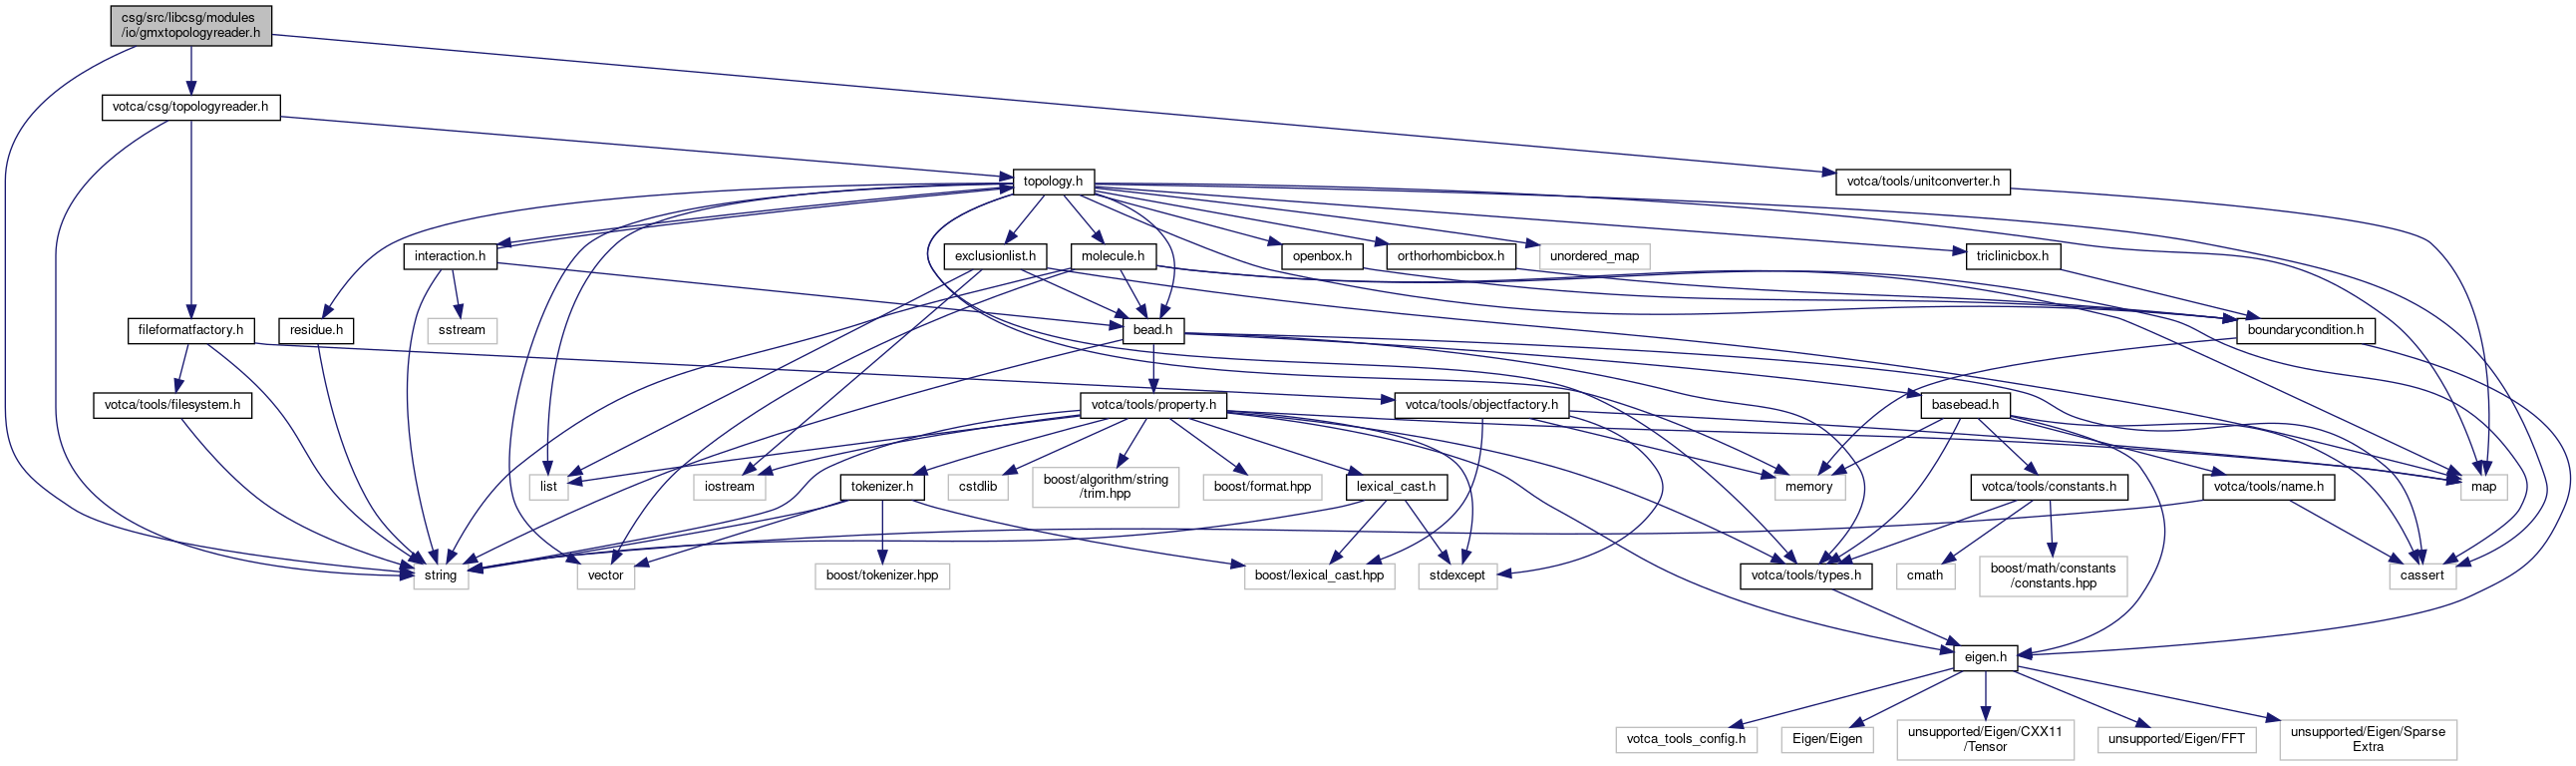 csg/src/libcsg/modules
/io/gmxtopologyreader.h
votca/csg/topologyreader.h
topology.h
votca/tools/unitconverter.h
interaction.h
exclusionlist.h
molecule.h
openbox.h
orthorhombicbox.h
unordered_map
triclinicbox.h
fileformatfactory.h
residue.h
sstream
bead.h
boundarycondition.h
votca/tools/filesystem.h
votca/tools/property.h
votca/tools/objectfactory.h
basebead.h
list
iostream
tokenizer.h
cstdlib
boost/algorithm/string
/trim.hpp
boost/format.hpp
lexical_cast.h
memory
votca/tools/constants.h
votca/tools/name.h
map
string
vector
boost/tokenizer.hpp
boost/lexical_cast.hpp
stdexcept
votca/tools/types.h
cmath
boost/math/constants
/constants.hpp
cassert
eigen.h
votca_tools_config.h
Eigen/Eigen
unsupported/Eigen/CXX11
/Tensor
unsupported/Eigen/FFT
unsupported/Eigen/Sparse
Extra